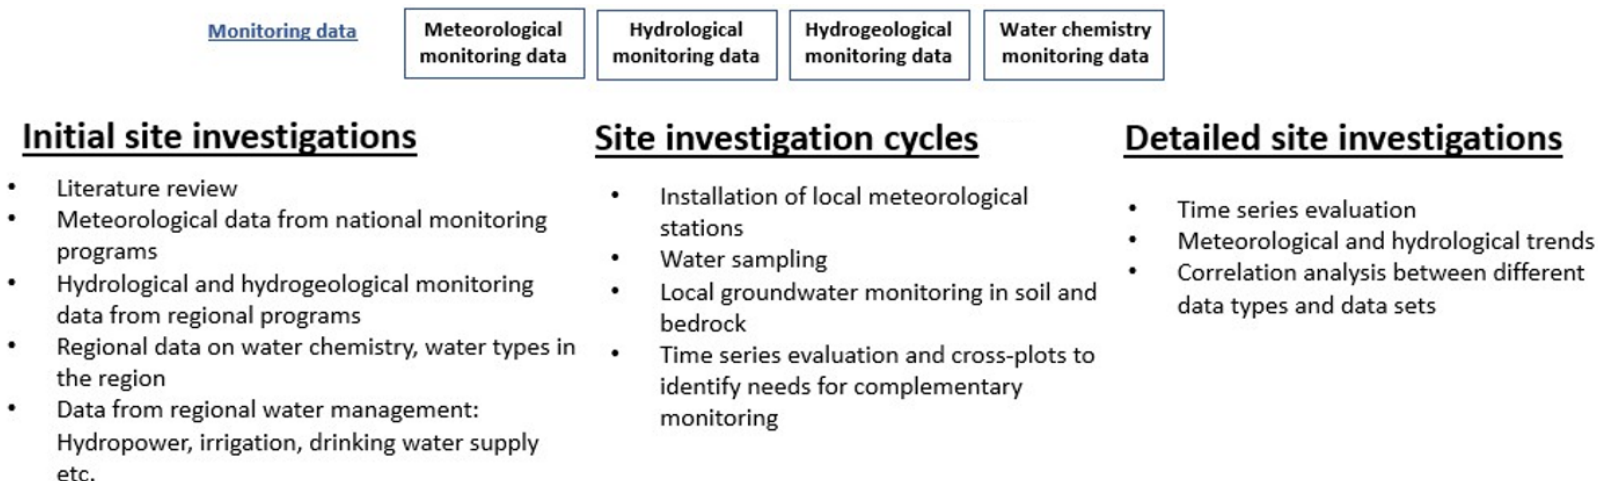 Monitoring data
Meteorological
monitoring data
Hydrological
monitoring data
Hydrogeological
monitoring data
Water chemistry
monitoring data
Initial site investigations
• Literature review
• Meteorological data from national monitoring
programs
• Hydrological and hydrogeological monitoring
data from regional programs
• Regional data on water chemistry, water types in
the region
• Data from regional water management:
Hydropower, irrigation, drinking water supply
etc.
Site investigation cycles
• Installation of local meteorological
stations
• Water sampling
• Local groundwater monitoring in soil and
bedrock
• Time series evaluation and cross-plots to
identify needs for complementary
monitoring
Detailed site investigations
• Time series evaluation
• Meteorological and hydrological trends
• Correlation analysis between different
data types and data sets